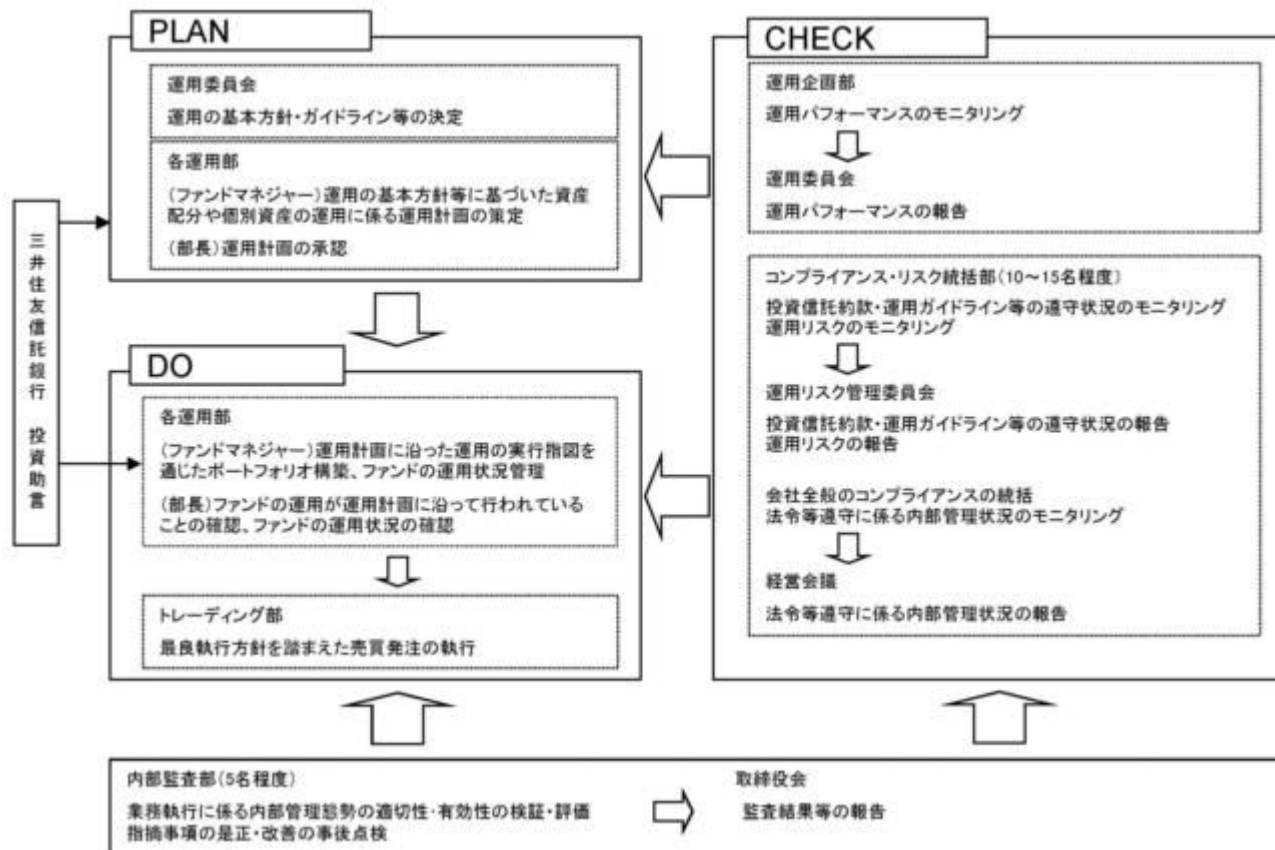 PLAN
運用委員会
運用の基本方針・ガイドライン等の決定
各運用部
(ファンドマネジャー)運用の基本方針等に基づいた資産
配分や個別資産の運用に係る運用計画の策定
(部長)運用計画の承認
三井住友信託銀行 投資助言
DO
各運用部
(ファンドマネジャー)運用計画に沿った運用の実行指図を
通じたポートフォリオ構築、ファンドの運用状況管理
(部長)ファンドの運用が運用計画に沿って行われている
ことの確認、ファンドの運用状況の確認
トレーディング部
最良執行方針を踏まえた売買発注の執行
CHECK
運用企画部
運用パフォーマンスのモニタリング
運用委員会
運用パフォーマンスの報告
コンプライアンス・リスク統括部(10～15名程度)
投資信託約款・運用ガイドライン等の遵守状況のモニタリング
運用リスクのモニタリング
運用リスク管理委員会
投資信託約款・運用ガイドライン等の遵守状況の報告
運用リスクの報告
会社全般のコンプライアンスの統括
法令等遵守に係る内部管理状況のモニタリング
経営会議
法令等遵守に係る内部管理状況の報告
内部監査部(5名程度)
業務執行に係る内部管理態勢の適切性・有効性の検証・評価
指摘事項の是正・改善の事後点検
取締役会
監査結果等の報告